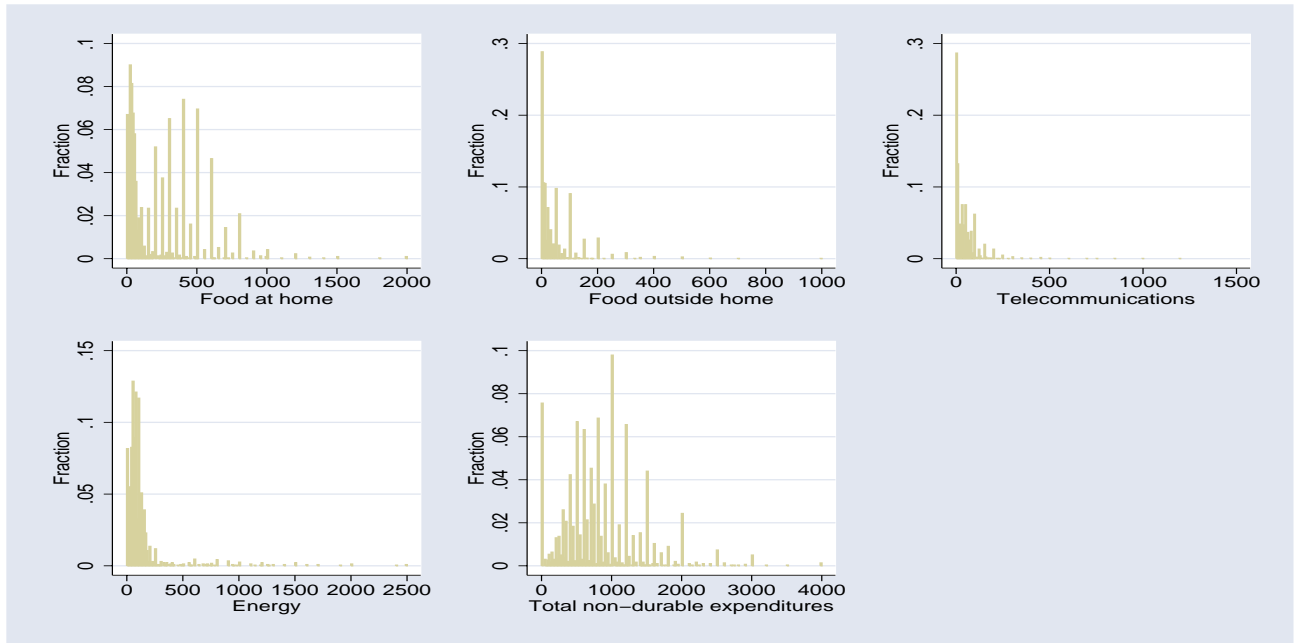 Fraction
0 .02 .04 .06 .08 .1
0 500 1000 1500 2000
Food at home
Fraction
0 .1 .2 .3
0 200 400 600 800 1000
Food outside home
Fraction
0 .1 .2 .3
0 500 1000 1500
Telecommunications
Fraction
0 .05 .1 .15
0 500 1000 1500 2000 2500
Energy
Fraction
0 .02 .04 .06 .08 .1
0 1000 2000 3000 4000
Total non−durable expenditures